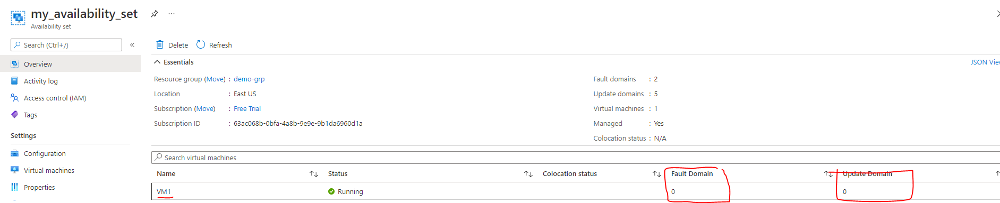 my_availability_set
Availability set
Search (Ctrl+/)
«
Overview
Activity log
Access control (IAM)
Tags
Settings
Configuration
Virtual machines
Properties
Delete Refresh
Essentials
JSON Vie
Resource group (Move) : demo-grp
Location : East US
Subscription (Move) : Free Trial
Subscription ID : 63ac068b-0bfa-4a8b-9e9e-9b1da6960d1a
Fault domains : 2
Update domains : 5
Virtual machines : 1
Managed : Yes
Colocation status : N/A
Search virtual machines
Name Status Colocation status Fault Domain Update Domain
VM1 Running 0 0